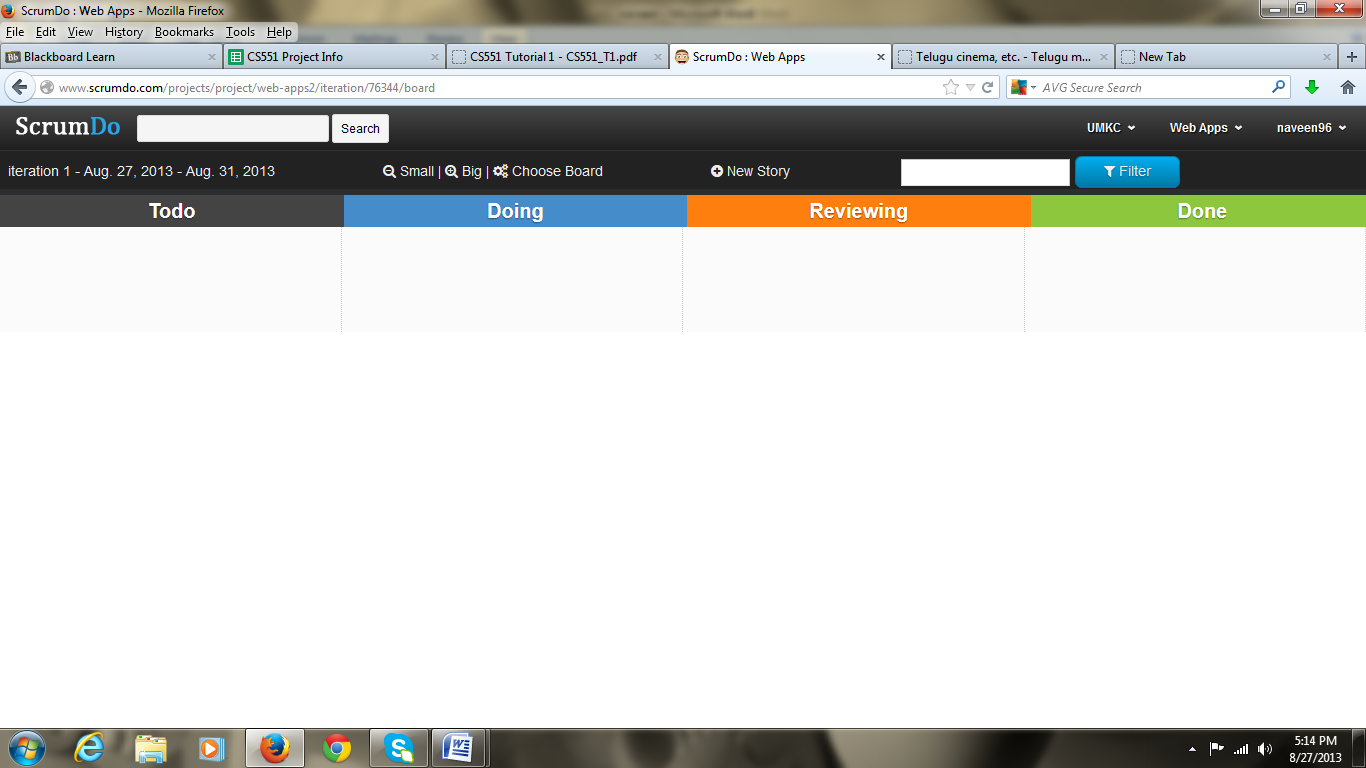 ScrumDo : Web Apps - Mozilla Firefox
File Edit View History Bookmarks Tools Help
Blackboard Learn CS551 Project Info CS551 Tutorial 1 - CS551_T1.pdf ScrumDo : Web Apps Telugu cinema, etc. - Telugu m... New Tab
www.scrumdo.com/projects/project/web-apps2/iteration/76344/board AVG Secure Search
ScrumDo Search UMKC Web Apps naveen96
iteration 1 - Aug. 27, 2013 - Aug. 31, 2013 Small | Big | Choose Board New Story Filter
Todo Doing Reviewing Done
5:14 PM
8/27/2013